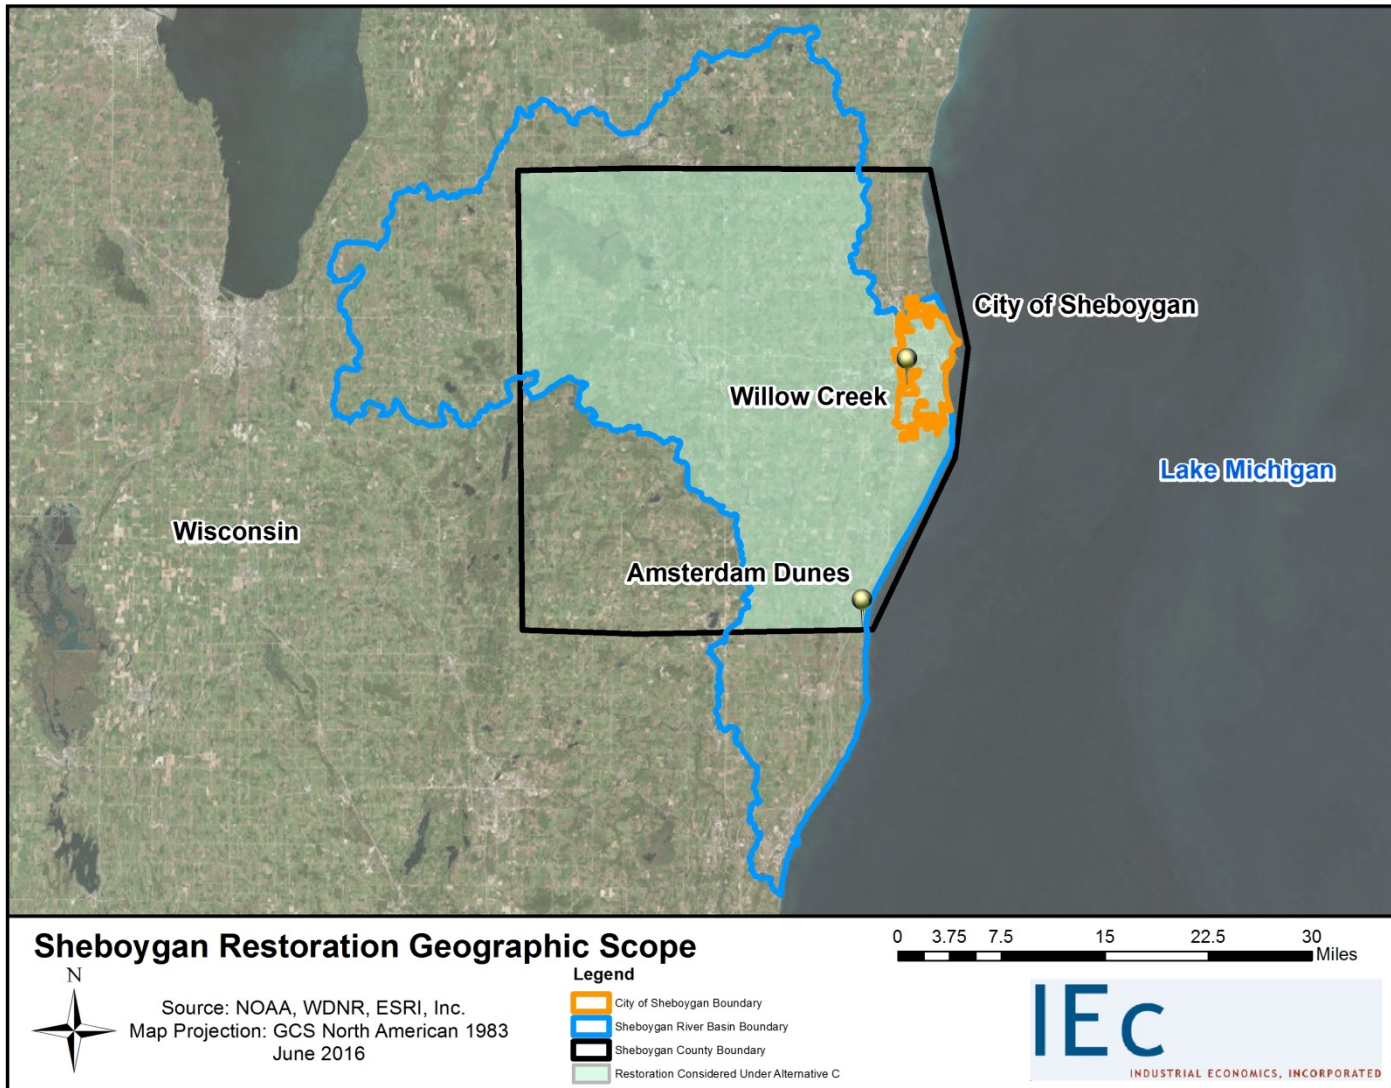 City of Sheboygan
Willow Creek
Lake Michigan
Wisconsin
Amsterdam Dunes
Sheboygan Restoration Geographic Scope
N
Source: NOAA, WDNR, ESRI, Inc.
Map Projection: GCS North American 1983
June 2016
Legend
City of Sheboygan Boundary
Sheboygan River Basin Boundary
Sheboygan County Boundary
Restoration Considered Under Alternative C
0 3.75 7.5 15 22.5 30
Miles
IEc
INDUSTRIAL ECONOMICS, INCORPORATED